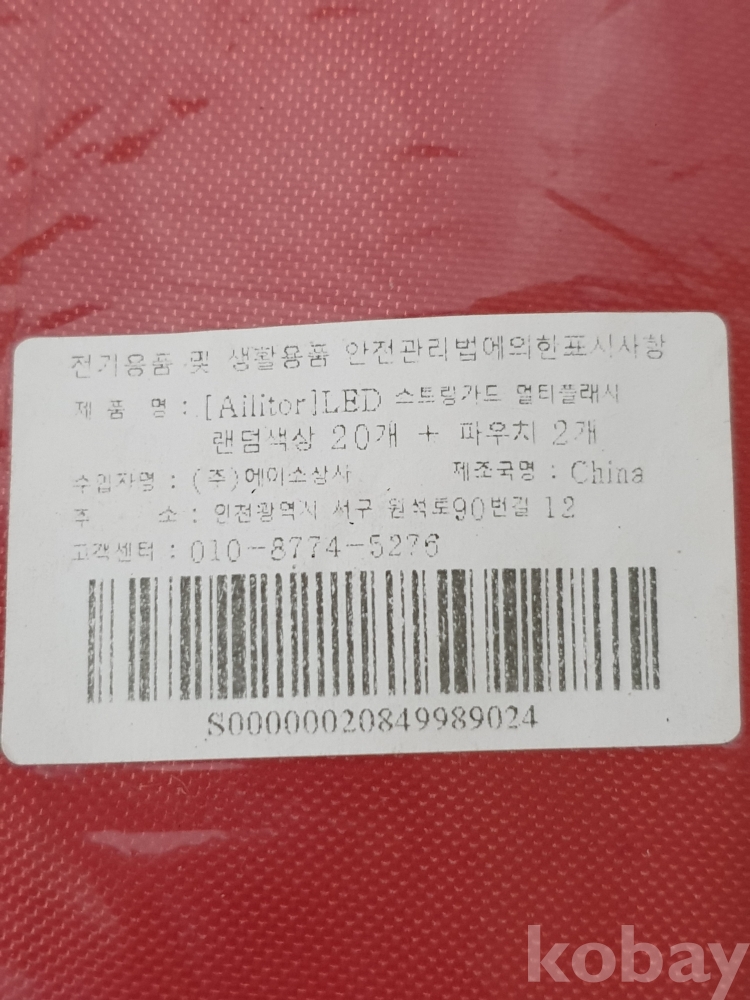 전기용품 및 생활용품 안전관리법에의한표시사항
제 품 명 : [Ailitor]LED 스트링가드 멀티플래시
랜덤색상 20개 + 파우치 2개
수입자명 : (주)에이소상사 제조국명 : China
주 소 : 인천광역시 서구 원석로90번길 12
고객센터 : 010-8774-5276
S00000020849989024
kobay